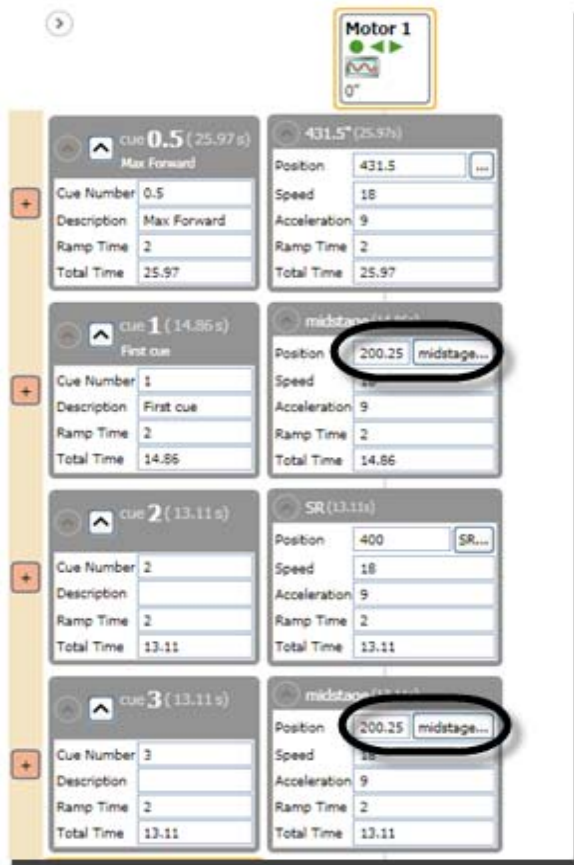 Motor 1
0"
cue 0.5 (25.97s)
Max Forward
Cue Number 0.5
Description Max Forward
Ramp Time 2
Total Time 25.97
431.5" (25.97s)
Position 431.5 ...
Speed 18
Acceleration 9
Ramp Time 2
Total Time 25.97
cue 1 (14.86s)
First cue
Cue Number 1
Description First cue
Ramp Time 2
Total Time 14.86
midstage
Position 200.25 midstage...
Speed 18
Acceleration 9
Ramp Time 2
Total Time 14.86
cue 2 (13.11s)
Cue Number 2
Description
Ramp Time 2
Total Time 13.11
SR (13.11s)
Position 400 SR...
Speed 18
Acceleration 9
Ramp Time 2
Total Time 13.11
cue 3 (13.11s)
Cue Number 3
Description
Ramp Time 2
Total Time 13.11
midstage
Position 200.25 midstage...
Speed 18
Acceleration 9
Ramp Time 2
Total Time 13.11